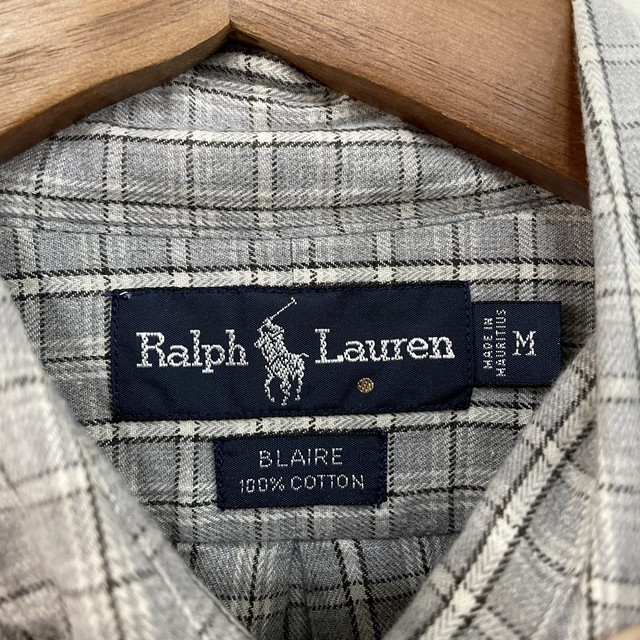 Ralph Lauren
MADE IN
MAURITIUS
M
BLAIRE
100% COTTON